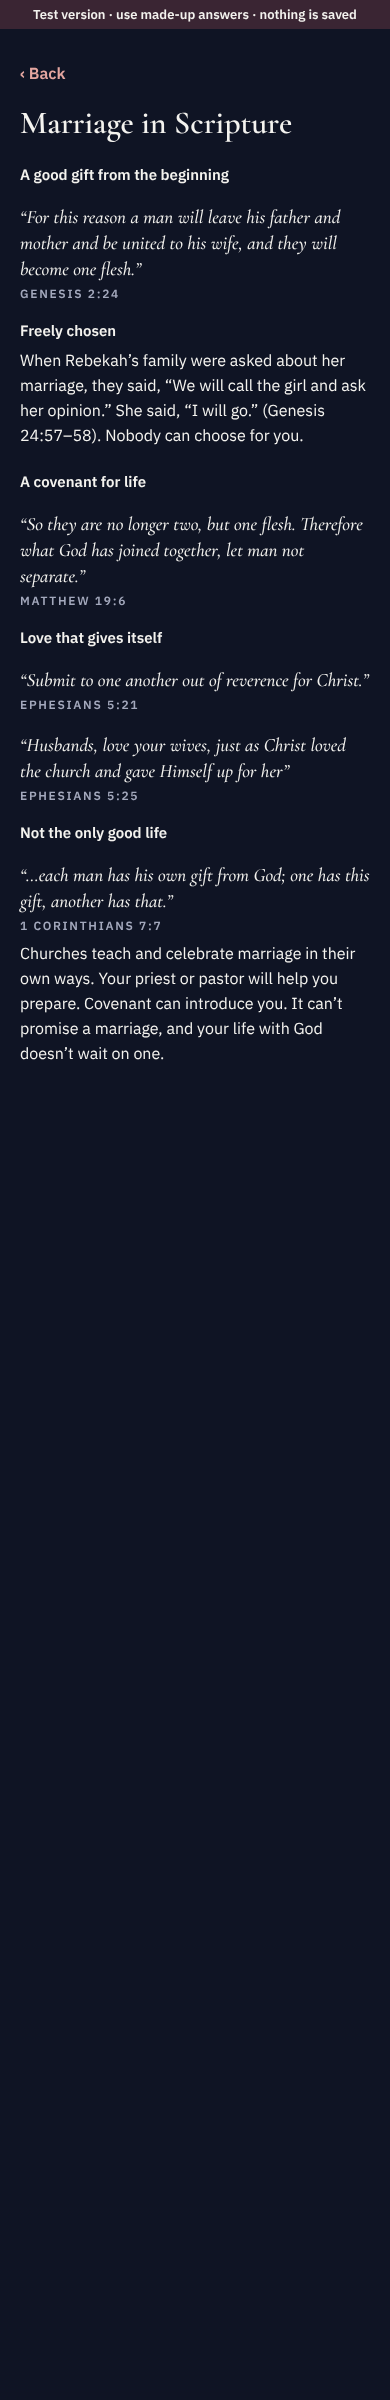 Test version · use made-up answers · nothing is saved
‹ Back
Marriage in Scripture
A good gift from the beginning
“For this reason a man will leave his father and
mother and be united to his wife, and they will
become one flesh.”
GENESIS 2:24
Freely chosen
When Rebekah’s family were asked about her
marriage, they said, “We will call the girl and ask
her opinion.” She said, “I will go.” (Genesis
24:57–58). Nobody can choose for you.
A covenant for life
“So they are no longer two, but one flesh. Therefore
what God has joined together, let man not
separate.”
MATTHEW 19:6
Love that gives itself
“Submit to one another out of reverence for Christ.”
EPHESIANS 5:21
“Husbands, love your wives, just as Christ loved
the church and gave Himself up for her”
EPHESIANS 5:25
Not the only good life
“…each man has his own gift from God; one has this
gift, another has that.”
1 CORINTHIANS 7:7
Churches teach and celebrate marriage in their
own ways. Your priest or pastor will help you
prepare. Covenant can introduce you. It can’t
promise a marriage, and your life with God
doesn’t wait on one.